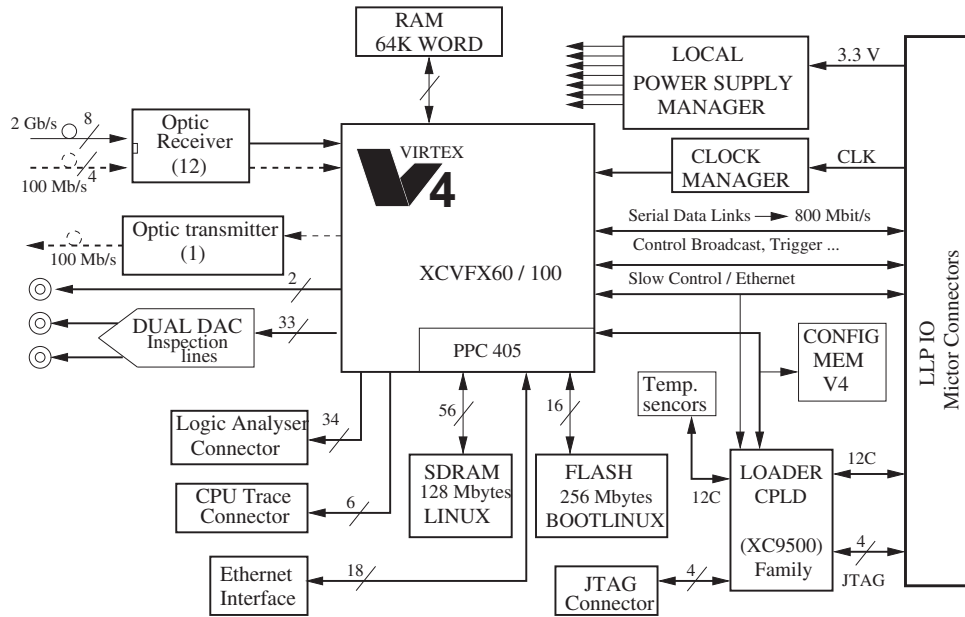 RAM
64K WORD
LOCAL
POWER SUPPLY
MANAGER
3.3 V
2 Gb/s
8
Optic
Receiver
(12)
4
100 Mb/s
VIRTEX
4
CLOCK
MANAGER
CLK
Serial Data Links
800 Mbit/s
Optic transmitter
(1)
100 Mb/s
Control Broadcast, Trigger ...
XCVFX60 / 100
Slow Control / Ethernet
2
LLP IO
Mictor Connectors
DUAL DAC
Inspection
lines
33
PPC 405
CONFIG
MEM
V4
Temp.
sencors
56
16
Logic Analyser
Connector
34
SDRAM
128 Mbytes
LINUX
FLASH
256 Mbytes
BOOTLINUX
12C
LOADER
CPLD
(XC9500)
Family
12C
CPU Trace
Connector
6
Ethernet
Interface
18
JTAG
Connector
4
4
JTAG